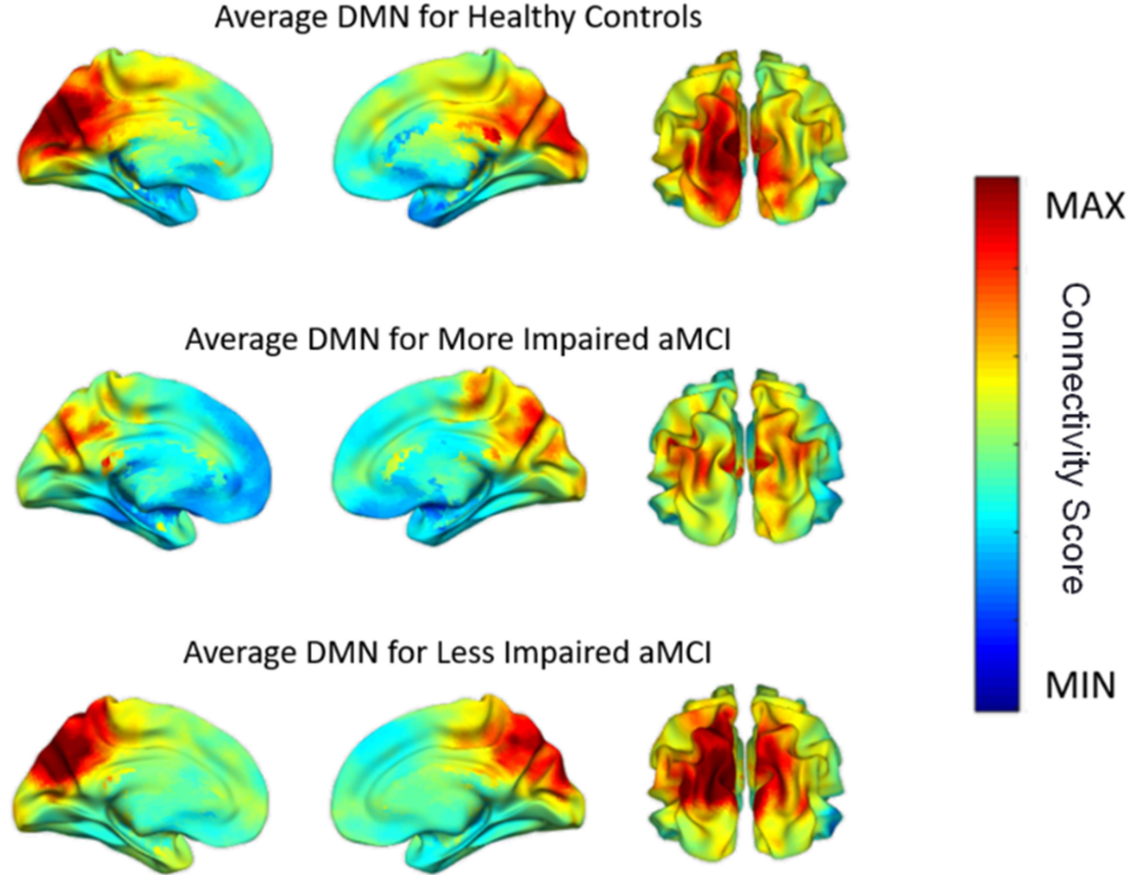 Average DMN for Healthy Controls
MAX
Connectivity Score
Average DMN for More Impaired aMCI
Average DMN for Less Impaired aMCI
MIN